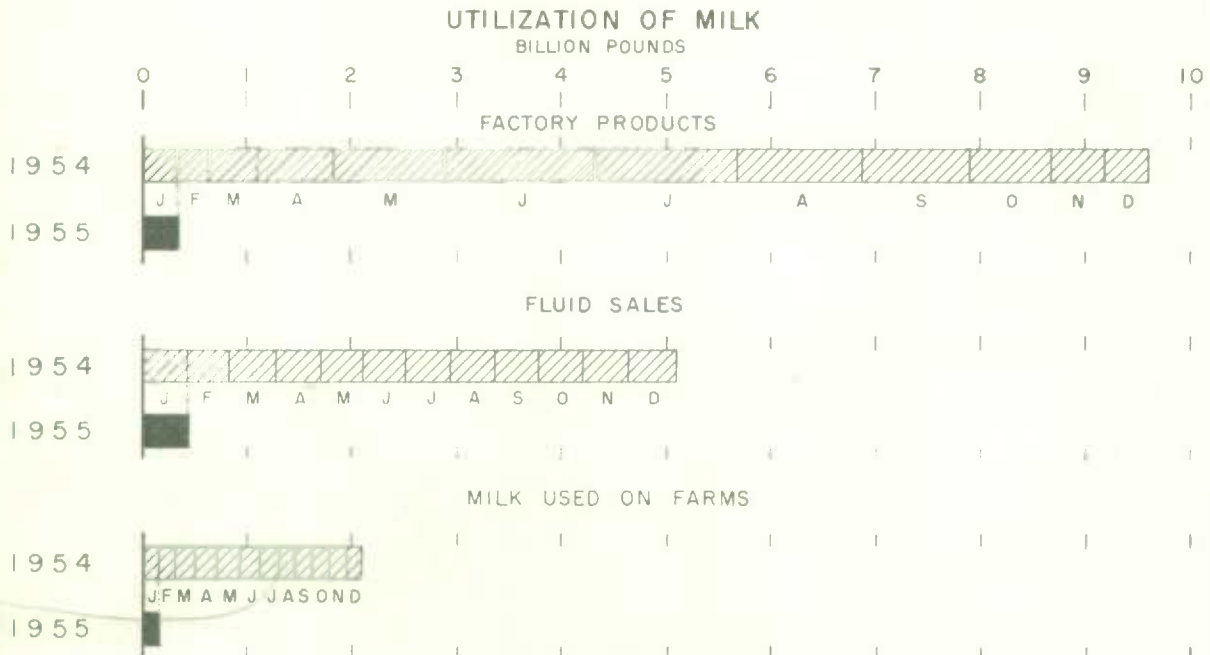 UTILIZATION OF MILK
BILLION POUNDS
0 1 2 3 4 5 6 7 8 9 10
FACTORY PRODUCTS
1954
J F M A M J J A S O N D
1955
FLUID SALES
1954
J F M A M J J A S O N D
1955
MILK USED ON FARMS
1954
J F M A M J J A S O N D
1955